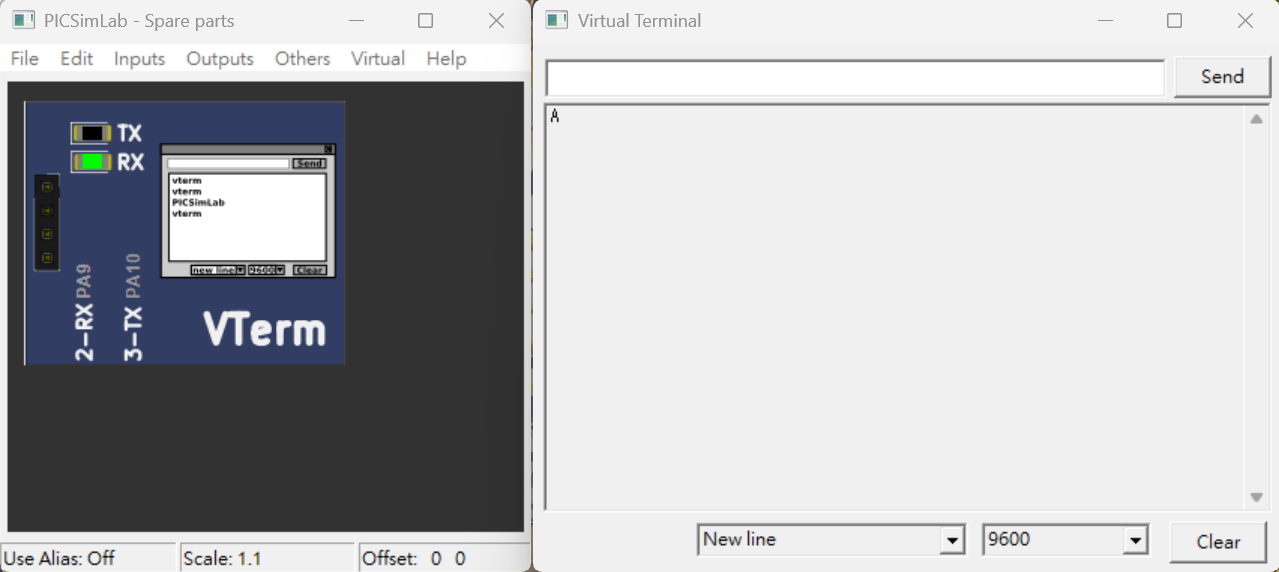 PICSimLab - Spare parts
File Edit Inputs Outputs Others Virtual Help
TX
RX
Send
vterm
vterm
PICSimLab
vterm
new line 9600 Clear
2-RX PA9
3-TX PA10
VTerm
Use Alias: Off Scale: 1.1 Offset: 0 0
Virtual Terminal
Send
A
New line 9600 Clear